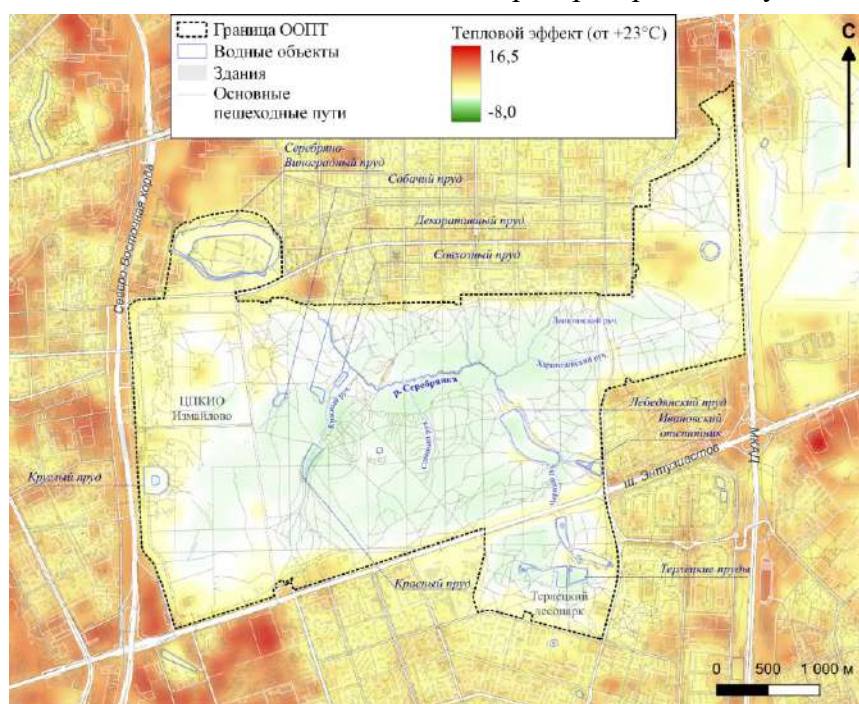 Граница ООПТ
Водные объекты
Здания
Основные
пешеходные пути
Тепловой эффект (от +23°C)
16,5
-8,0
С
Серебряно-
Виноградный пруд
Собачий пруд
Декоративный пруд
Совхозный пруд
Северо-Восточная хорда
ЦПКИО
Измайлово
Круглый пруд
Красный руч.
р. Серебрянка
Лебедянский пруд
Ивановский
отстойник
МКАД
ш. Энтузиастов
Красный пруд
Терлецкий
лесопарк
Терлецкие пруды
0 500 1 000 м